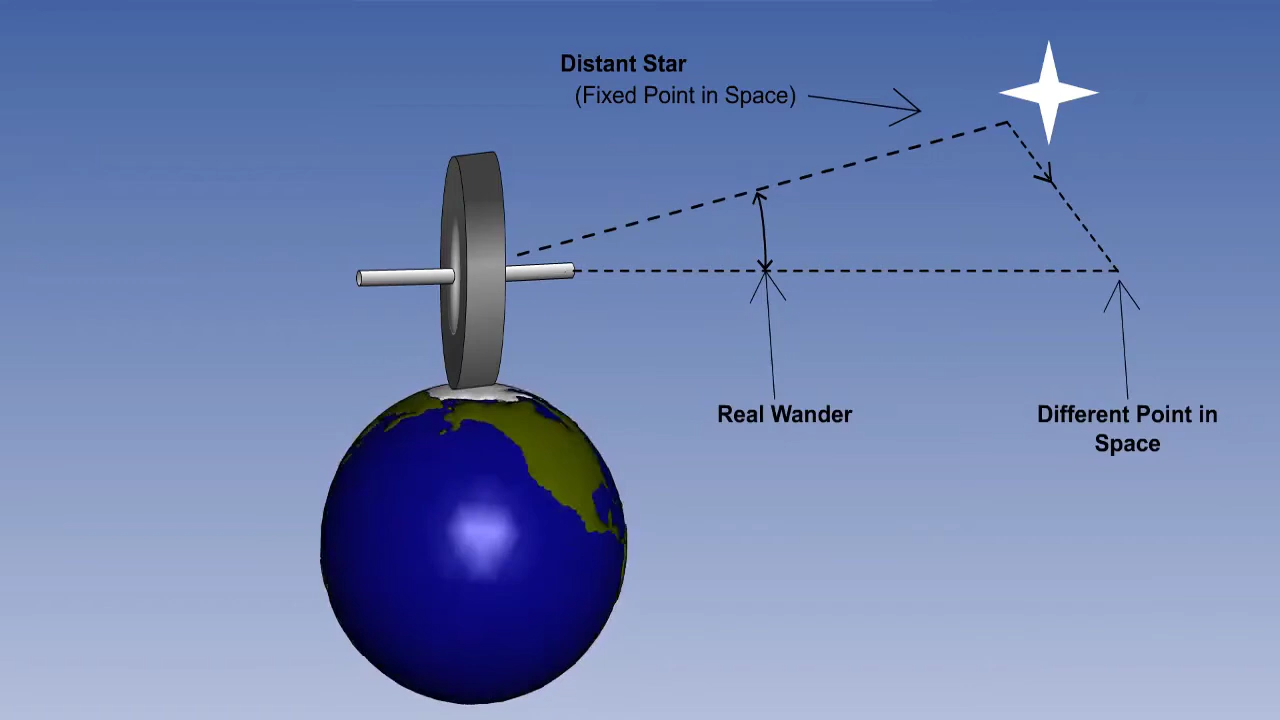 Distant Star
(Fixed Point in Space)
Real Wander
Different Point in
Space